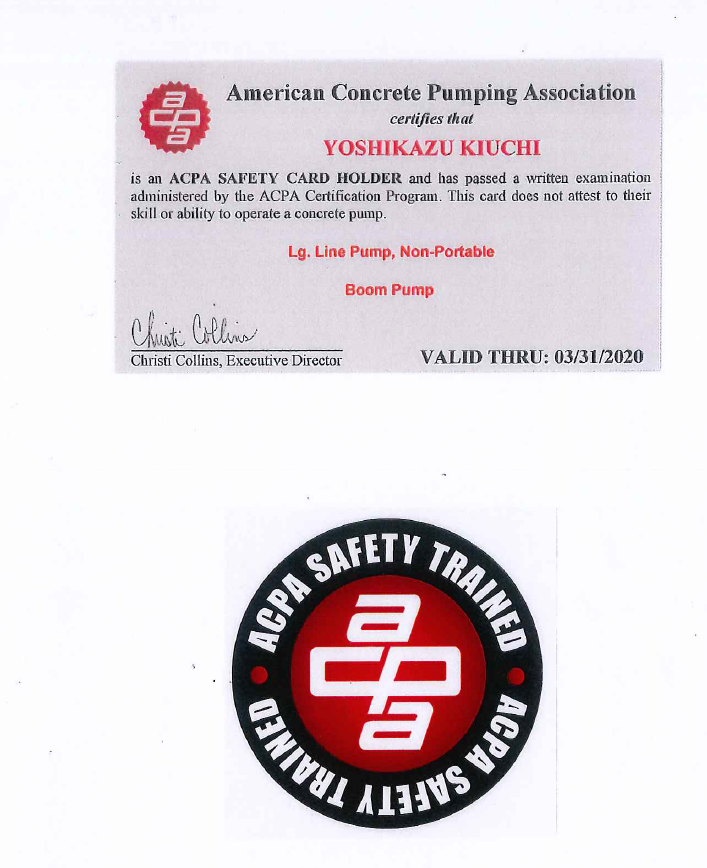 acpa
American Concrete Pumping Association
certifies that
YOSHIKAZU KIUCHI
is an ACPA SAFETY CARD HOLDER and has passed a written examination
administered by the ACPA Certification Program. This card does not attest to their
skill or ability to operate a concrete pump.
Lg. Line Pump, Non-Portable
Boom Pump
Christi Collins
Christi Collins, Executive Director
VALID THRU: 03/31/2020
ACPA SAFETY TRAINED
acpa
ACPA SAFETY TRAINED